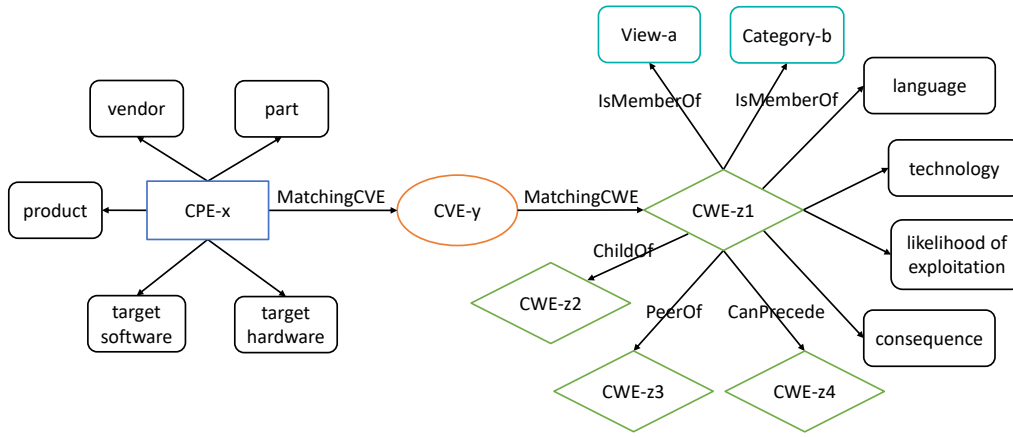 View-a
Category-b
IsMemberOf
IsMemberOf
language
vendor
part
technology
product
CPE-x
MatchingCVE
CVE-y
MatchingCWE
CWE-z1
likelihood of
exploitation
ChildOf
CWE-z2
PeerOf
CanPrecede
target
software
target
hardware
consequence
CWE-z3
CWE-z4